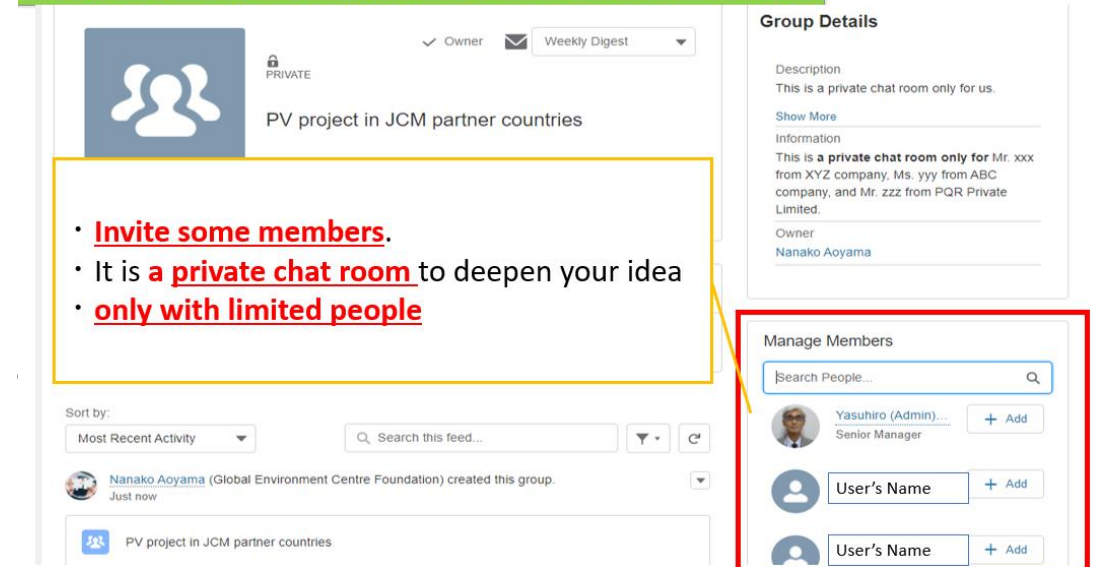 Owner
Weekly Digest
PRIVATE
PV project in JCM partner countries
・Invite some members.
・It is a private chat room to deepen your idea
・only with limited people
Sort by:
Most Recent Activity
Search this feed...
Nanako Aoyama (Global Environment Centre Foundation) created this group.
Just now
PV project in JCM partner countries
Group Details
Description
This is a private chat room only for us.
Show More
Information
This is a private chat room only for Mr. xxx
from XYZ company, Ms. yyy from ABC
company, and Mr. zzz from PQR Private
Limited.
Owner
Nanako Aoyama
Manage Members
Search People...
Yasuhiro (Admin)...
+ Add
Senior Manager
User's Name
+ Add
User's Name
+ Add